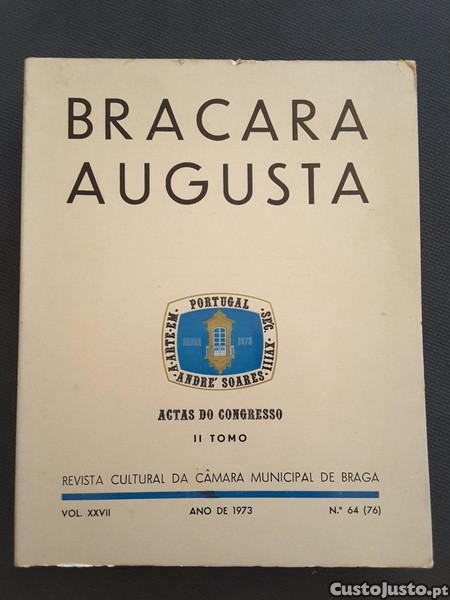 BRACARA
AUGUSTA
A·ARTE·EM·PORTUGAL·SEC.XVIII·
BRAGA 1973
ANDRE' SOARES
ACTAS DO CONGRESSO
II TOMO
REVISTA CULTURAL DA CÂMARA MUNICIPAL DE BRAGA
VOL. XXVII ANO DE 1973 N.º 64 (76)
CustoJusto.pt